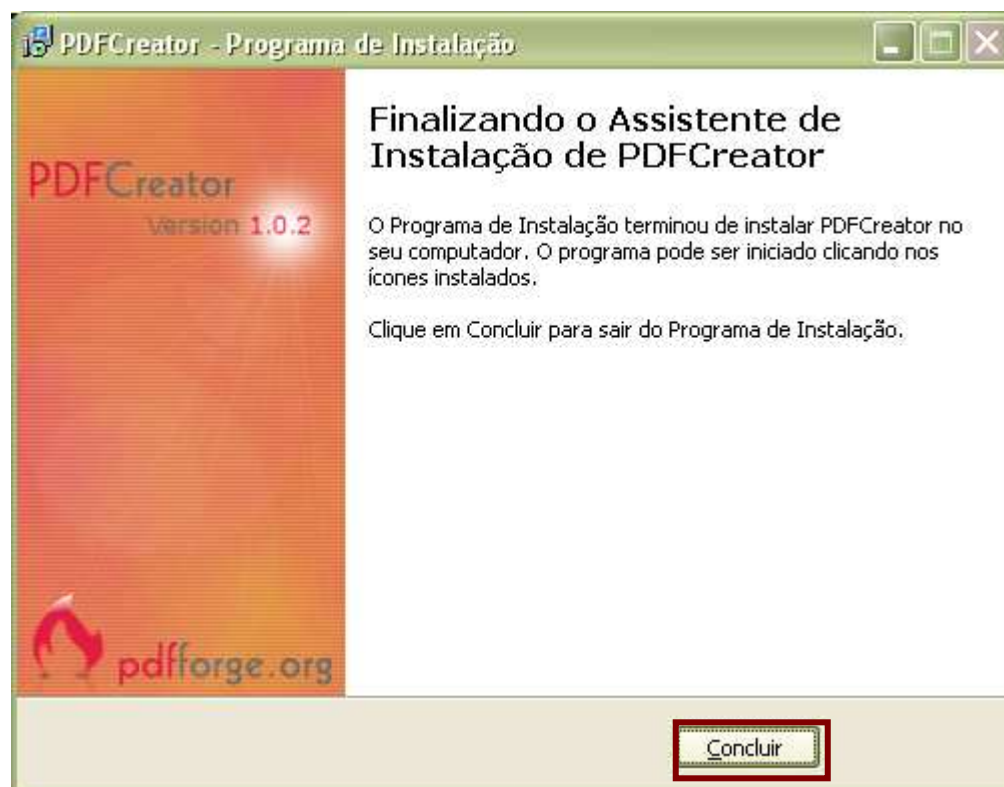 PDFCreator - Programa de Instalação
PDFCreator
Version 1.0.2
Finalizando o Assistente de
Instalação de PDFCreator
O Programa de Instalação terminou de instalar PDFCreator no
seu computador. O programa pode ser iniciado clicando nos
ícones instalados.
Clique em Concluir para sair do Programa de Instalação.
pdfforge.org
Concluir